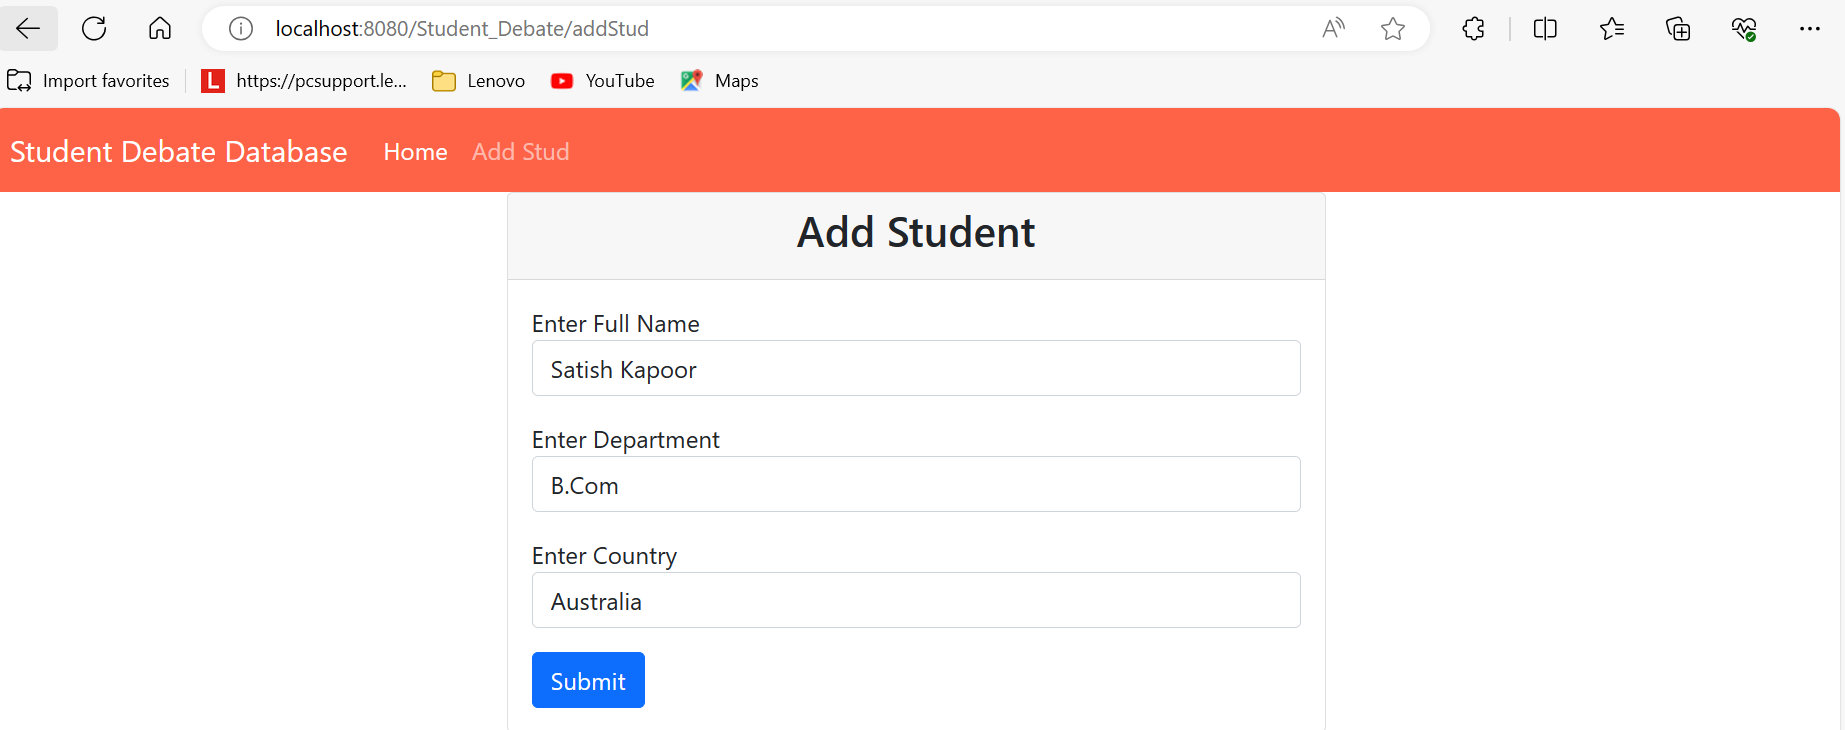 localhost:8080/Student_Debate/addStud
Import favorites
L https://pcsupport.le...
Lenovo
YouTube
Maps
Student Debate Database Home Add Stud
Add Student
Enter Full Name
Satish Kapoor
Enter Department
B.Com
Enter Country
Australia
Submit